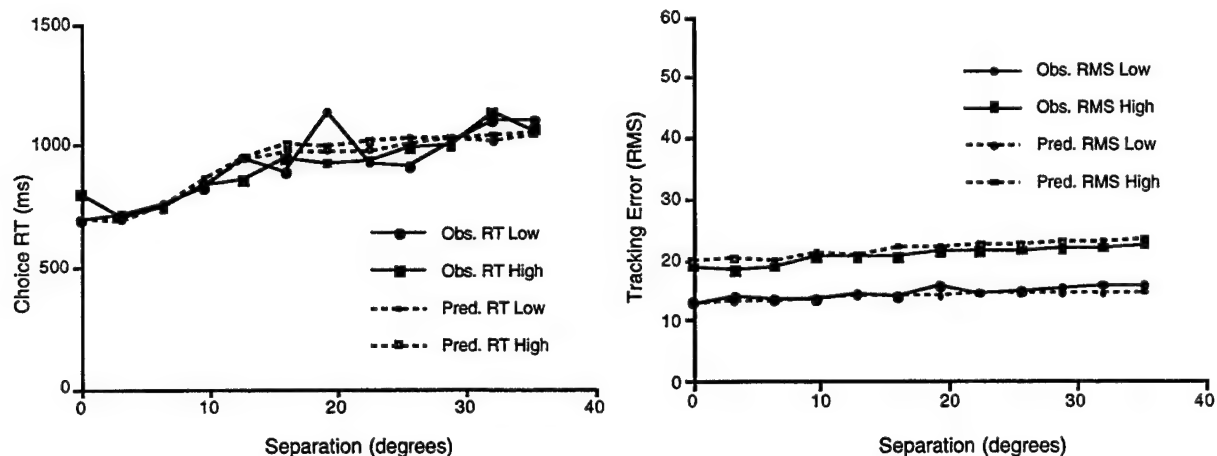 1500
1000
500
0
Choice RT (ms)
Obs. RT Low
Obs. RT High
Pred. RT Low
Pred. RT High
0 10 20 30 40
Separation (degrees)
60
50
40
30
20
10
0
Tracking Error (RMS)
Obs. RMS Low
Obs. RMS High
Pred. RMS Low
Pred. RMS High
0 10 20 30 40
Separation (degrees)